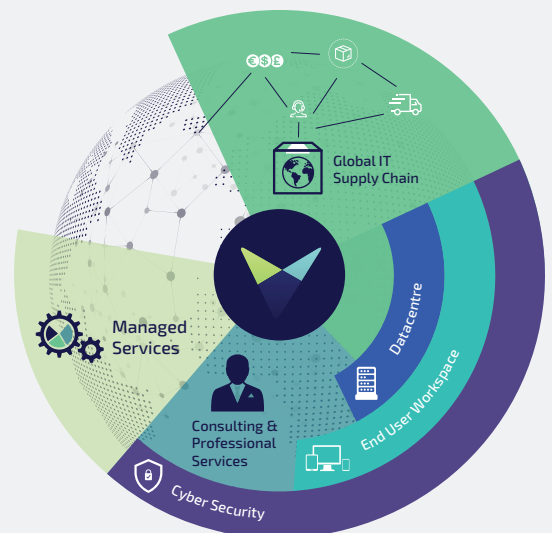 € $ £
Global IT
Supply Chain
Datacentre
End User Workspace
Managed
Services
Consulting &
Professional
Services
Cyber Security